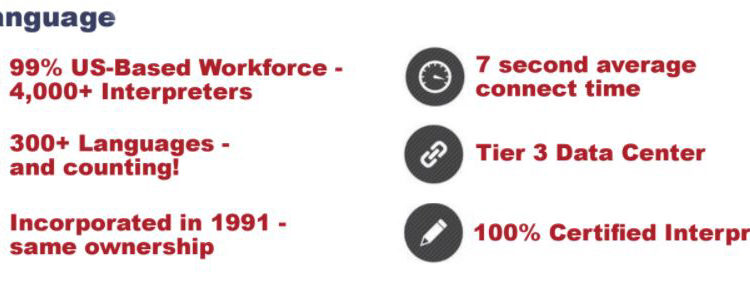 anguage
99% US-Based Workforce -
4,000+ Interpreters
300+ Languages -
and counting!
Incorporated in 1991 -
same ownership
7 second average
connect time
Tier 3 Data Center
100% Certified Interpr